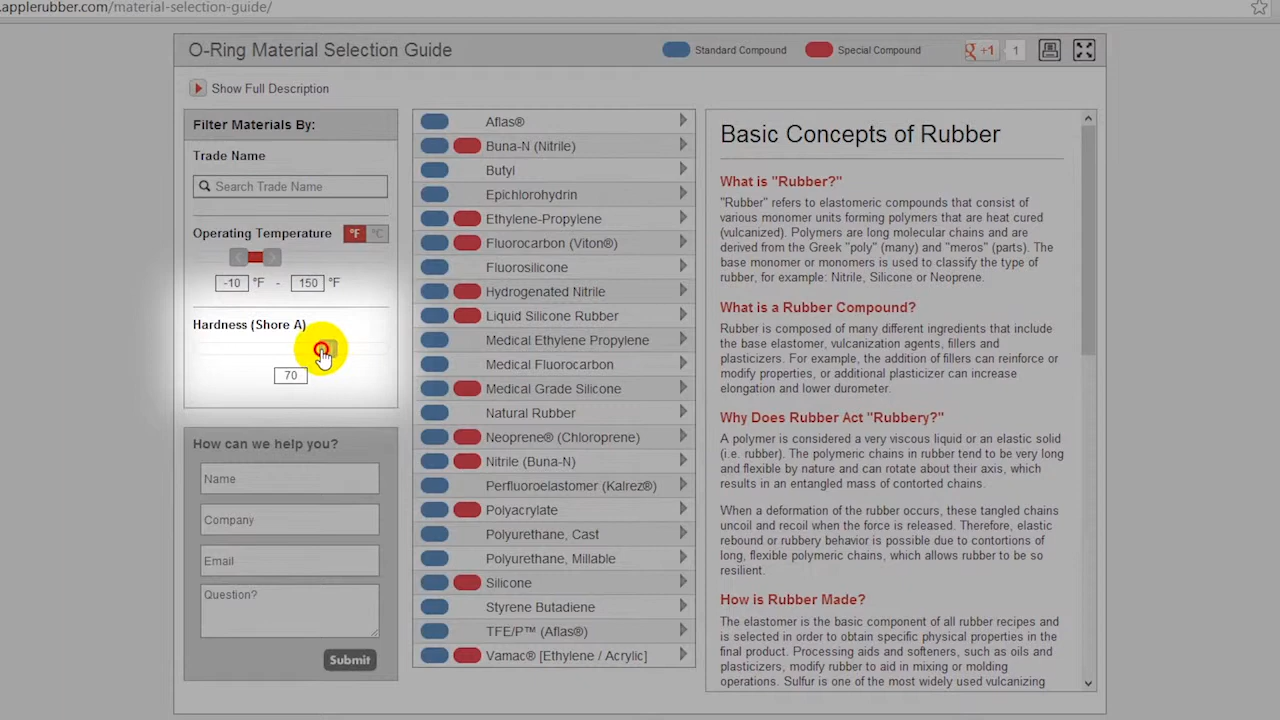 .applerubber.com/material-selection-guide/
O-Ring Material Selection Guide
Standard Compound
Special Compound
g +1
1
Show Full Description
Filter Materials By:
Trade Name
Search Trade Name
Operating Temperature
°F
°C
-10 °F - 150 °F
Hardness (Shore A)
70
How can we help you?
Name
Company
Email
Question?
Submit
Aflas®
Buna-N (Nitrile)
Butyl
Epichlorohydrin
Ethylene-Propylene
Fluorocarbon (Viton®)
Fluorosilicone
Hydrogenated Nitrile
Liquid Silicone Rubber
Medical Ethylene Propylene
Medical Fluorocarbon
Medical Grade Silicone
Natural Rubber
Neoprene® (Chloroprene)
Nitrile (Buna-N)
Perfluoroelastomer (Kalrez®)
Polyacrylate
Polyurethane, Cast
Polyurethane, Millable
Silicone
Styrene Butadiene
TFE/P™ (Aflas®)
Vamac® [Ethylene / Acrylic]
Basic Concepts of Rubber
What is "Rubber?"
"Rubber" refers to elastomeric compounds that consist of
various monomer units forming polymers that are heat cured
(vulcanized). Polymers are long molecular chains and are
derived from the Greek "poly" (many) and "meros" (parts). The
base monomer or monomers is used to classify the type of
rubber, for example: Nitrile, Silicone or Neoprene.
What is a Rubber Compound?
Rubber is composed of many different ingredients that include
the base elastomer, vulcanization agents, fillers and
plasticizers. For example, the addition of fillers can reinforce or
modify properties, or additional plasticizer can increase
elongation and lower durometer.
Why Does Rubber Act "Rubbery?"
A polymer is considered a very viscous liquid or an elastic solid
(i.e. rubber). The polymeric chains in rubber tend to be very long
and flexible by nature and can rotate about their axis, which
results in an entangled mass of contorted chains.
When a deformation of the rubber occurs, these tangled chains
uncoil and recoil when the force is released. Therefore, elastic
rebound or rubbery behavior is possible due to contortions of
long, flexible polymeric chains, which allows rubber to be so
resilient.
How is Rubber Made?
The elastomer is the basic component of all rubber recipes and
is selected in order to obtain specific physical properties in the
final product. Processing aids and softeners, such as oils and
plasticizers, modify rubber to aid in mixing or molding
operations. Sulfur is one of the most widely used vulcanizing